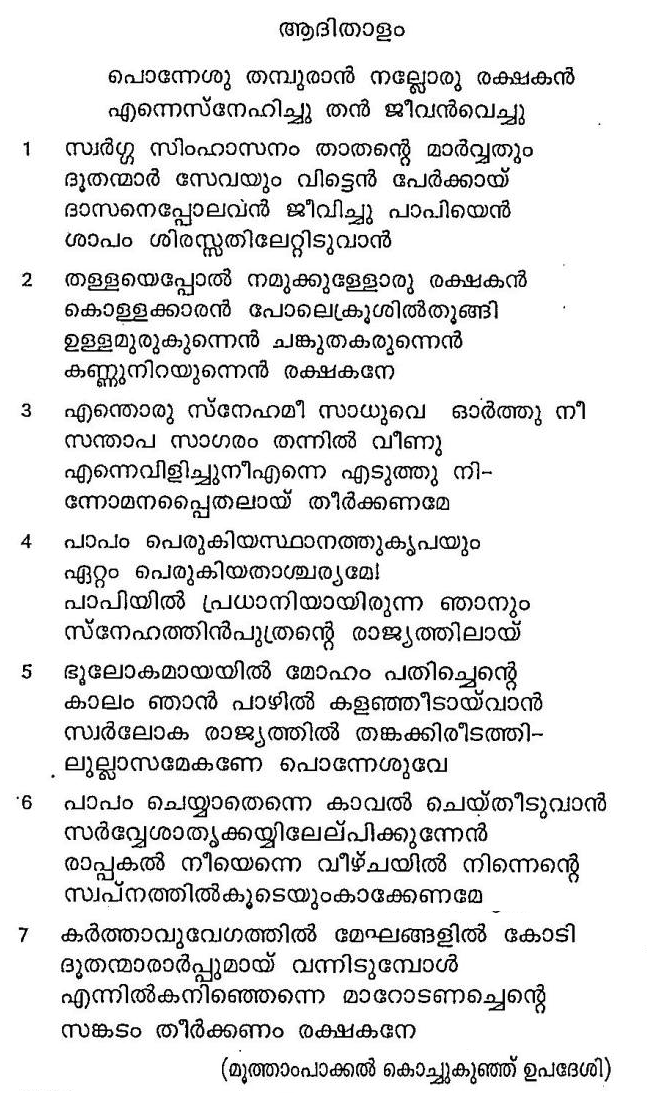 ആദിതാളം
പൊന്നേശു തമ്പുരാൻ നല്ലോരു രക്ഷകൻ
എന്നെസ്നേഹിച്ചു തൻ ജീവൻവെച്ചു
1 സ്വർഗ്ഗ സിംഹാസനം താതന്റെ മാർവ്വതും
ദൂതന്മാർ സേവയും വിട്ടെൻ പേർക്കായ്
ദാസനെപ്പോലവൻ ജീവിച്ചു പാപിയെൻ
ശാപം ശിരസ്സതിലേറ്റിടുവാൻ
2 തള്ളയെപ്പോൽ നമുക്കുള്ളോരു രക്ഷകൻ
കൊള്ളക്കാരൻ പോലെക്രൂശിൽതൂങ്ങി
ഉള്ളമുരുകുന്നെൻ ചങ്കുതകരുന്നെൻ
കണ്ണുനിറയുന്നെൻ രക്ഷകനേ
3 എന്തൊരു സ്നേഹമീ സാധുവെ ഓർത്തു നീ
സന്താപ സാഗരം തന്നിൽ വീണു
എന്നെവിളിച്ചുനീഎന്നെ എടുത്തു നി-
ന്നോമനപ്പൈതലായ് തീർക്കണമേ
4 പാപം പെരുകിയസ്ഥാനത്തുകൃപയും
ഏറ്റം പെരുകിയതാശ്ചര്യമേ!
പാപിയിൽ പ്രധാനിയായിരുന്ന ഞാനും
സ്നേഹത്തിൻപുത്രന്റെ രാജ്യത്തിലായ്
5 ഭൂലോകമായയിൽ മോഹം പതിച്ചെന്റെ
കാലം ഞാൻ പാഴിൽ കളഞ്ഞീടായ്‌വാൻ
സ്വർലോക രാജ്യത്തിൽ തങ്കക്കിരീടത്തി-
ലുല്ലാസമേകണേ പൊന്നേശുവേ
6 പാപം ചെയ്യാതെന്നെ കാവൽ ചെയ്തീടുവാൻ
സർവ്വേശാതൃക്കയ്യിലേല്പിക്കുന്നേൻ
രാപ്പകൽ നീയെന്നെ വീഴ്ചയിൽ നിന്നെന്റെ
സ്വപ്നത്തിൽകൂടെയുംകാക്കേണമേ
7 കർത്താവുവേഗത്തിൽ മേഘങ്ങളിൽ കോടി
ദൂതന്മാരാർപ്പുമായ് വന്നിടുമ്പോൾ
എന്നിൽകനിഞ്ഞെന്നെ മാറോടണച്ചെന്റെ
സങ്കടം തീർക്കണം രക്ഷകനേ
(മൂത്താംപാക്കൽ കൊച്ചുകുഞ്ഞ് ഉപദേശി)